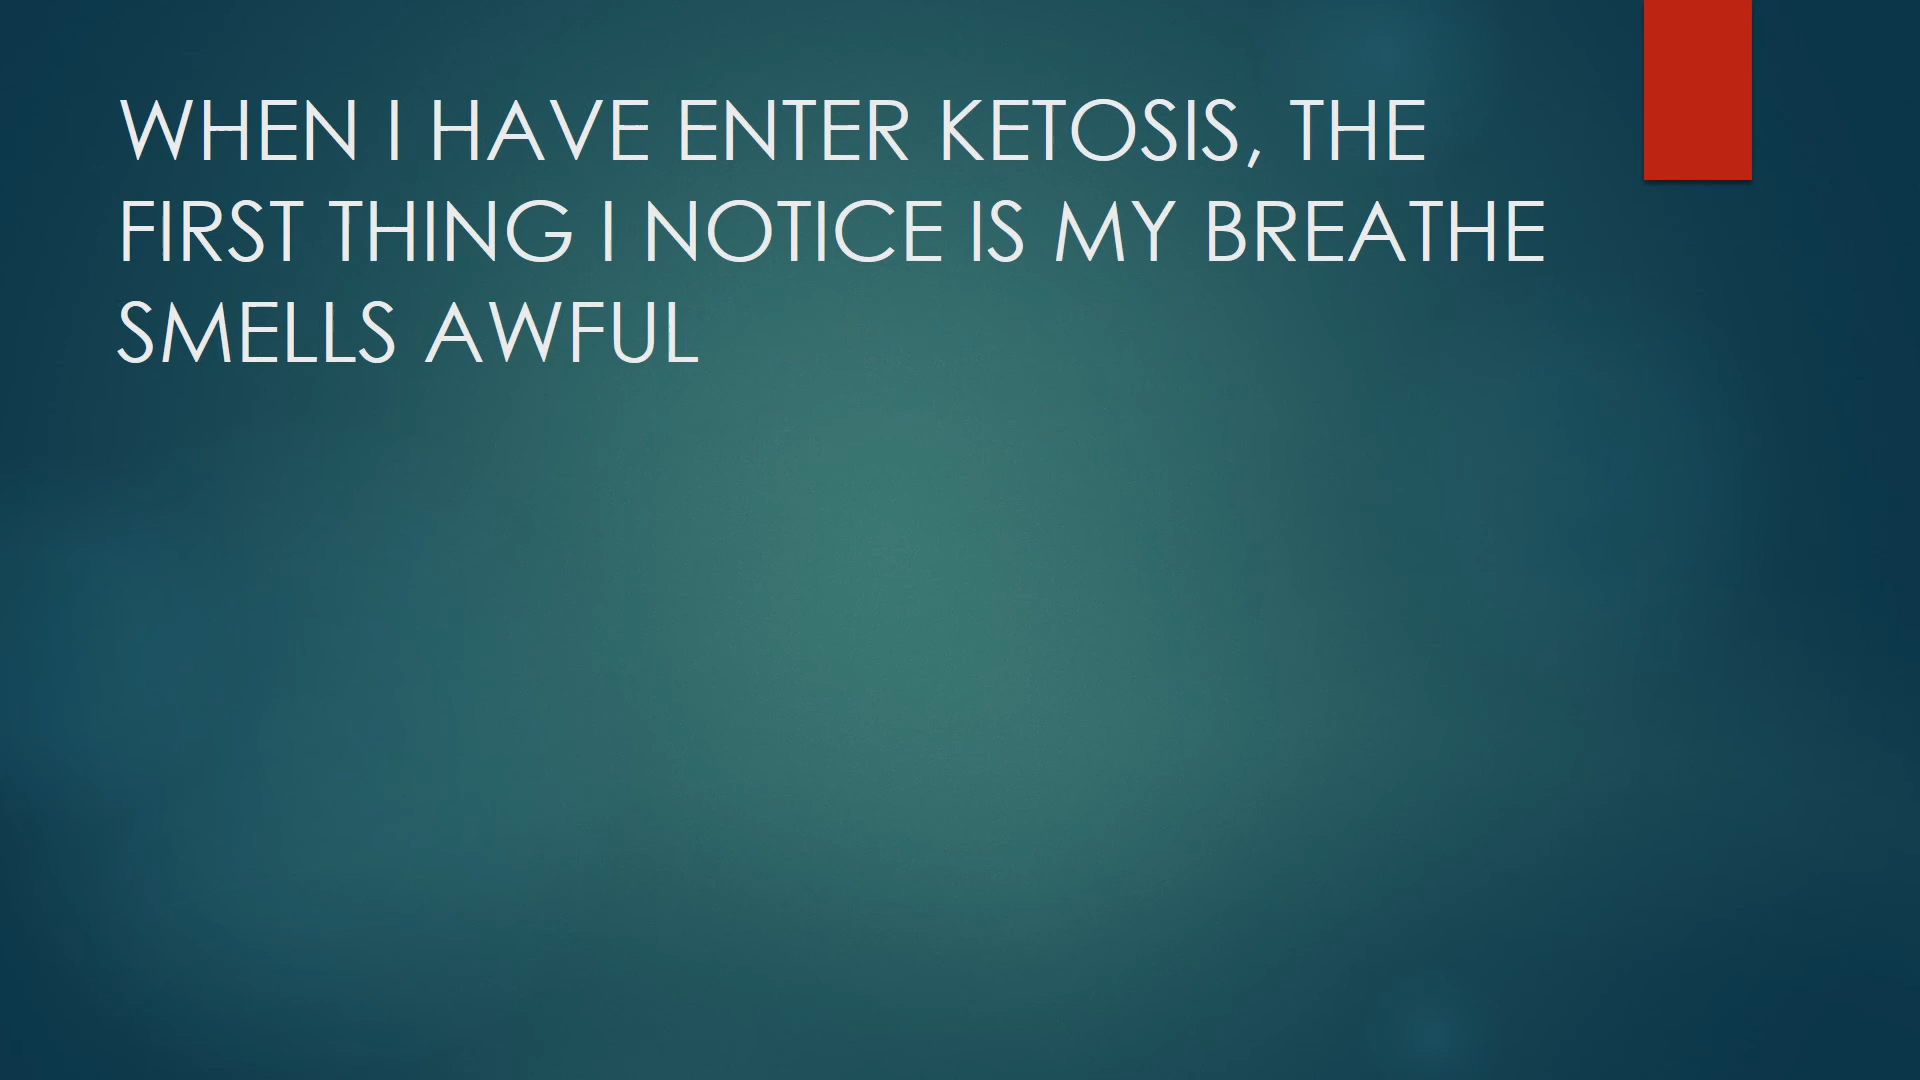 WHEN I HAVE ENTER KETOSIS, THE
FIRST THING I NOTICE IS MY BREATHE
SMELLS AWFUL